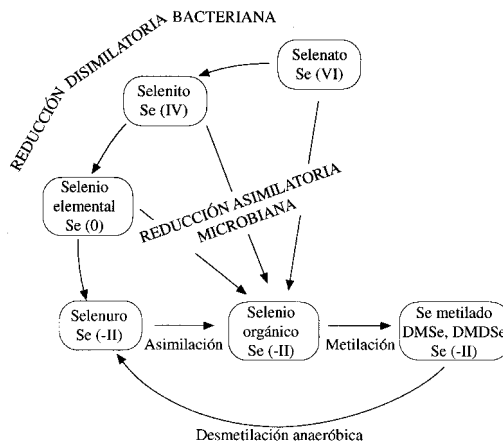 REDUCCIÓN DISIMILATORIA BACTERIANA
Selenato
Se (VI)
Selenito
Se (IV)
Selenio
elemental
Se (0)
REDUCCIÓN ASIMILATORIA
MICROBIANA
Selenuro
Se (-II)
Asimilación
Selenio
orgánico
Se (-II)
Metilación
Se metilado
DMSe, DMDSe
Se (-II)
Desmetilación anaeróbica